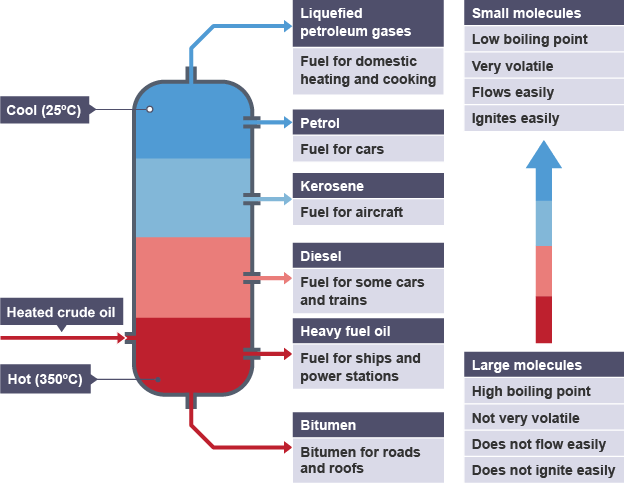 Liquefied
petroleum gases
Fuel for domestic
heating and cooking
Cool (25ºC)
Petrol
Fuel for cars
Kerosene
Fuel for aircraft
Diesel
Fuel for some cars
and trains
Heated crude oil
Heavy fuel oil
Fuel for ships and
power stations
Hot (350ºC)
Bitumen
Bitumen for roads
and roofs
Small molecules
Low boiling point
Very volatile
Flows easily
Ignites easily
Large molecules
High boiling point
Not very volatile
Does not flow easily
Does not ignite easily